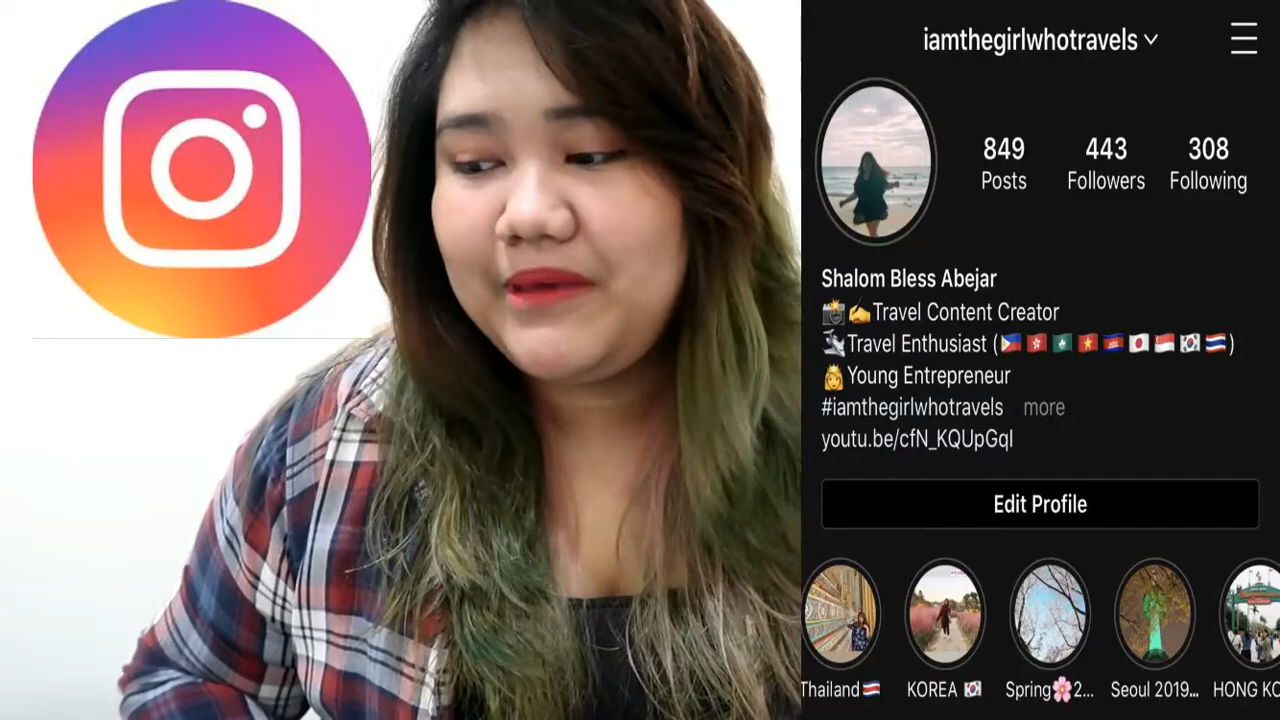 iamthegirlwhotravels
849 443 308
Posts Followers Following
Shalom Bless Abejar
📸✍️Travel Content Creator
Travel Enthusiast (🇵🇭🇭🇰🇲🇴🇻🇳🇰🇭🇯🇵🇸🇬🇰🇷🇹🇭)
👸Young Entrepreneur
#iamthegirlwhotravels more
youtu.be/cfN_KQUpGqI
Edit Profile
Thailand KOREA 🇰🇷 Spring🌸2... Seoul 2019... HONG KO